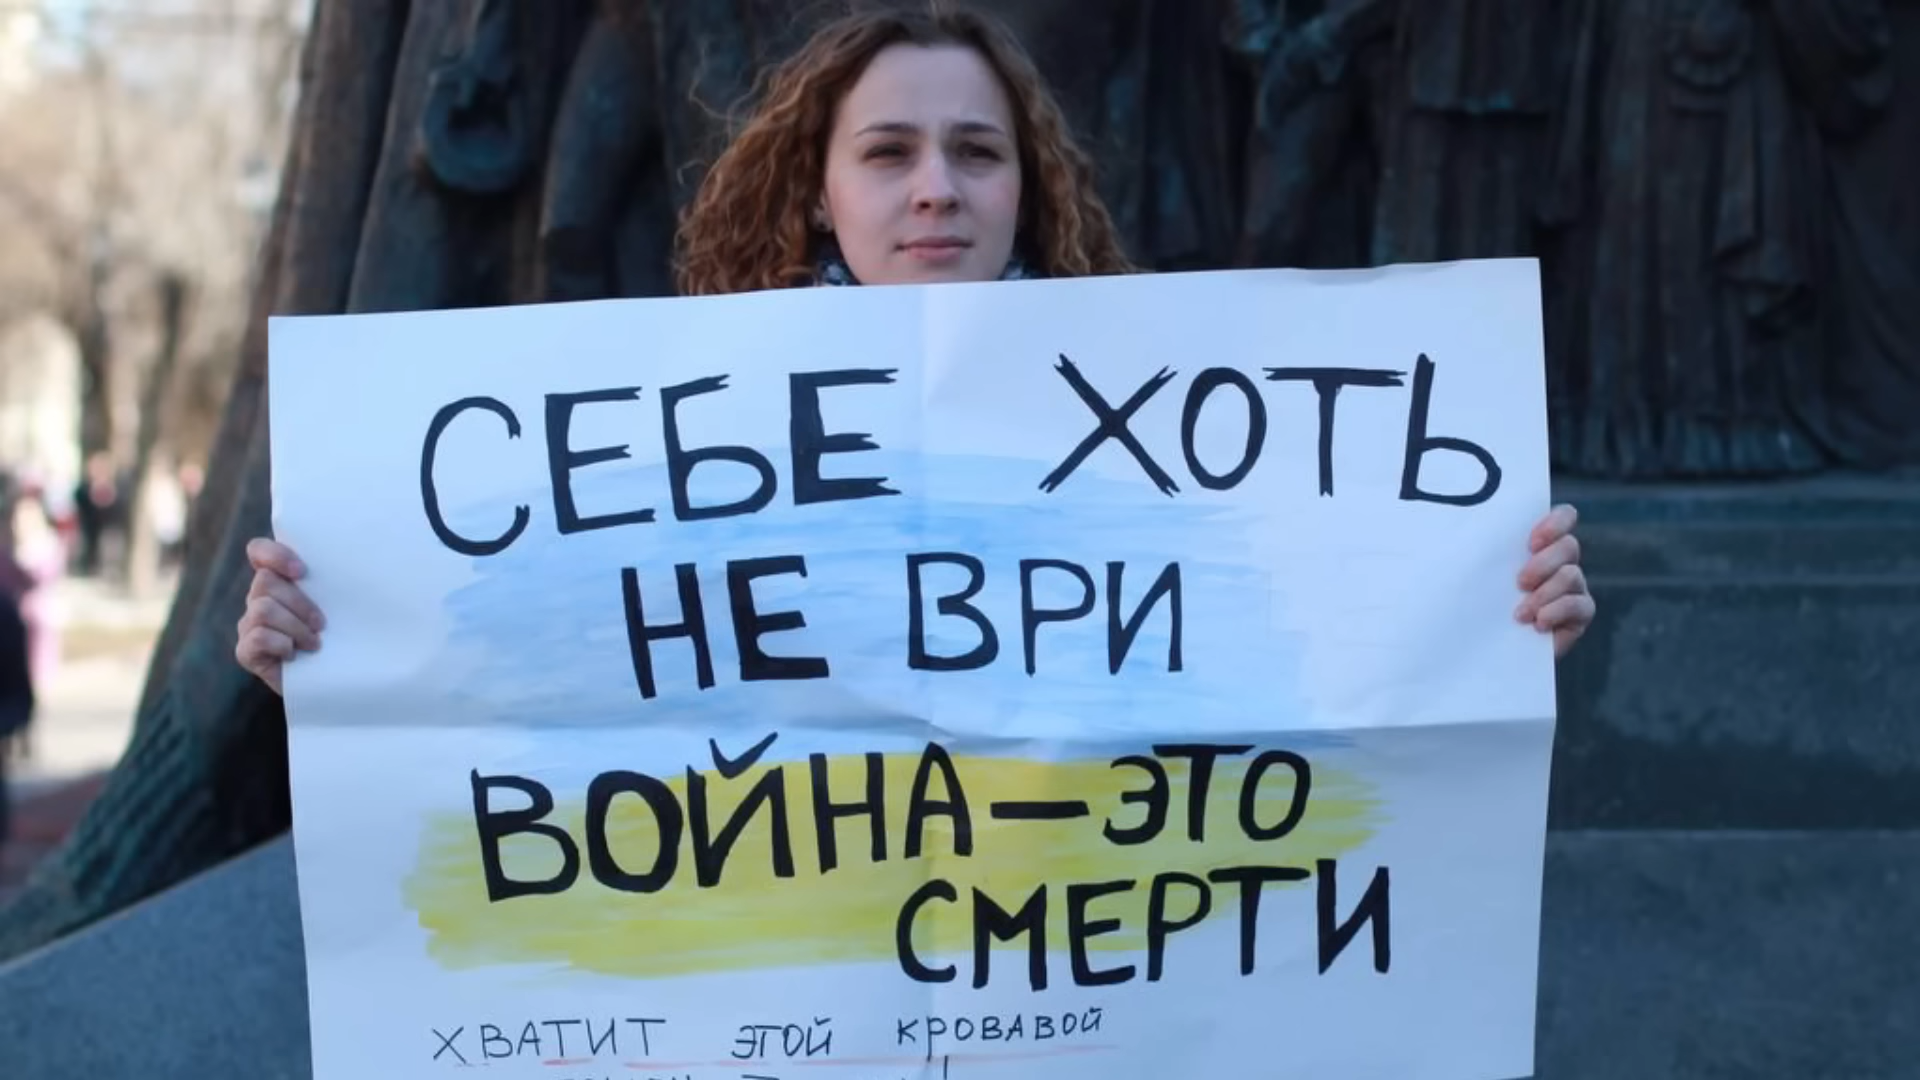 СЕБЕ ХОТЬ
НЕ ВРИ
ВОЙНА – ЭТО
СМЕРТИ
ХВАТИТ ЭТОЙ КРОВАВОЙ